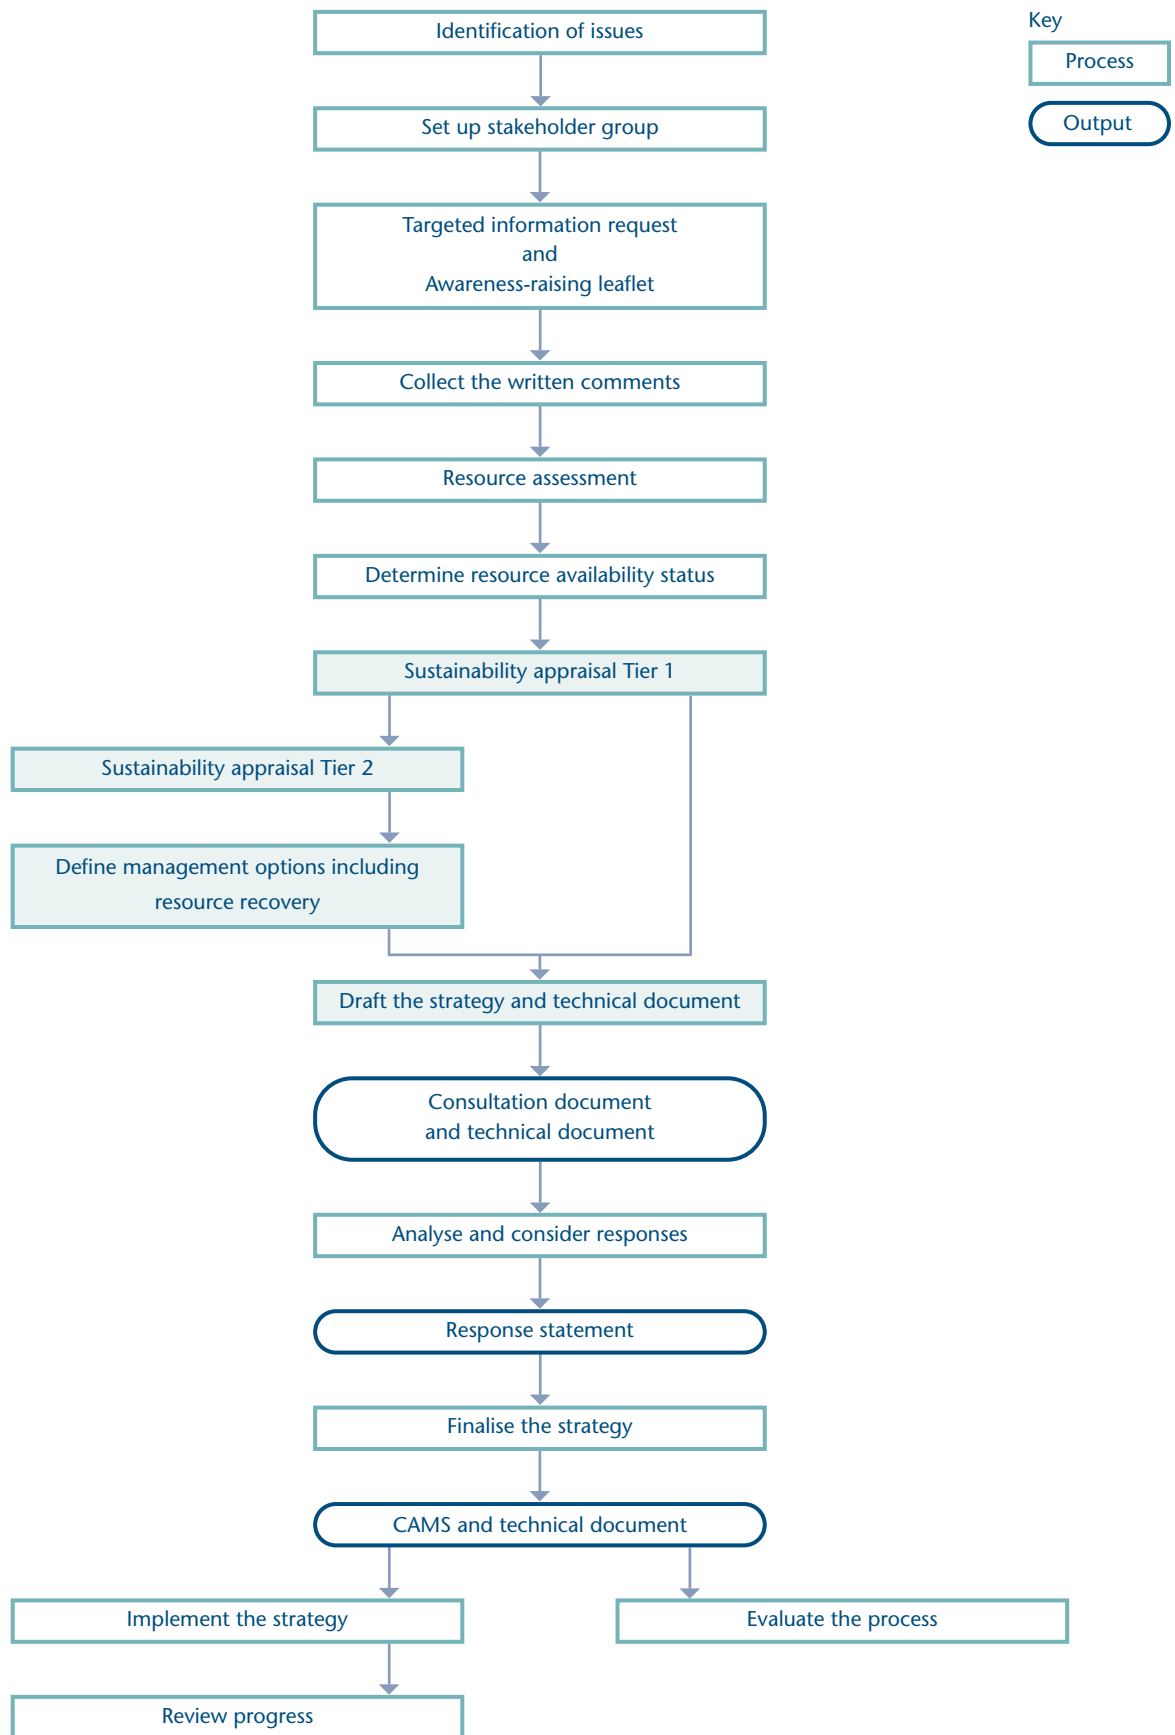 Key
Process
Output
Identification of issues
Set up stakeholder group
Targeted information request
and
Awareness-raising leaflet
Collect the written comments
Resource assessment
Determine resource availability status
Sustainability appraisal Tier 1
Sustainability appraisal Tier 2
Define management options including
resource recovery
Draft the strategy and technical document
Consultation document
and technical document
Analyse and consider responses
Response statement
Finalise the strategy
CAMS and technical document
Implement the strategy
Evaluate the process
Review progress